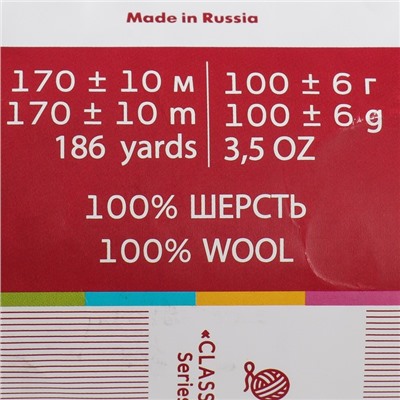 Made in Russia
170 ± 10 м
170 ± 10 m
186 yards
100 ± 6 г
100 ± 6 g
3,5 OZ
100% ШЕРСТЬ
100% WOOL
«CLASS
Series